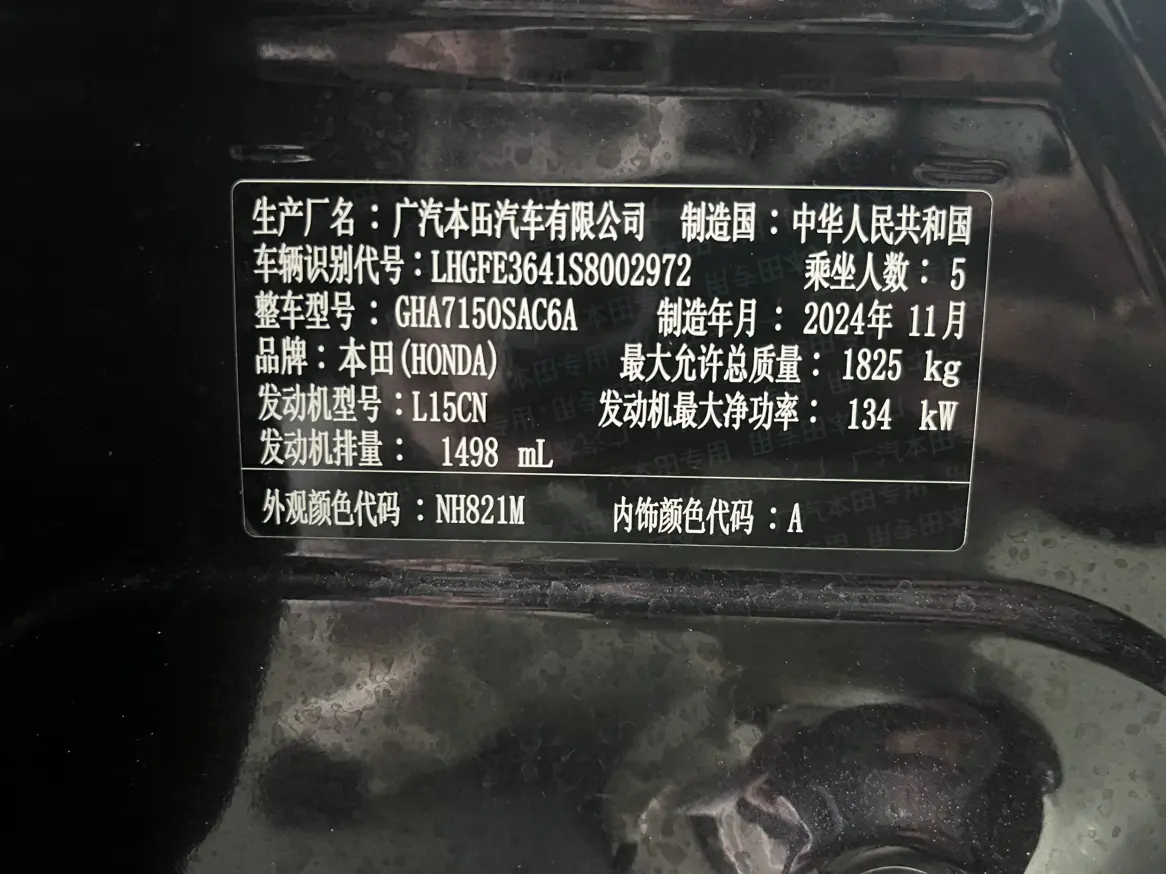 生产厂名：广汽本田汽车有限公司 制造国：中华人民共和国
车辆识别代号：LHGFE3641S8002972 乘坐人数：5
整车型号：GHA7150SAC6A 制造年月：2024年 11月
品牌：本田(HONDA) 最大允许总质量：1825 kg
发动机型号：L15CN 发动机最大净功率：134 kW
发动机排量：1498 mL
外观颜色代码：NH821M 内饰颜色代码：A